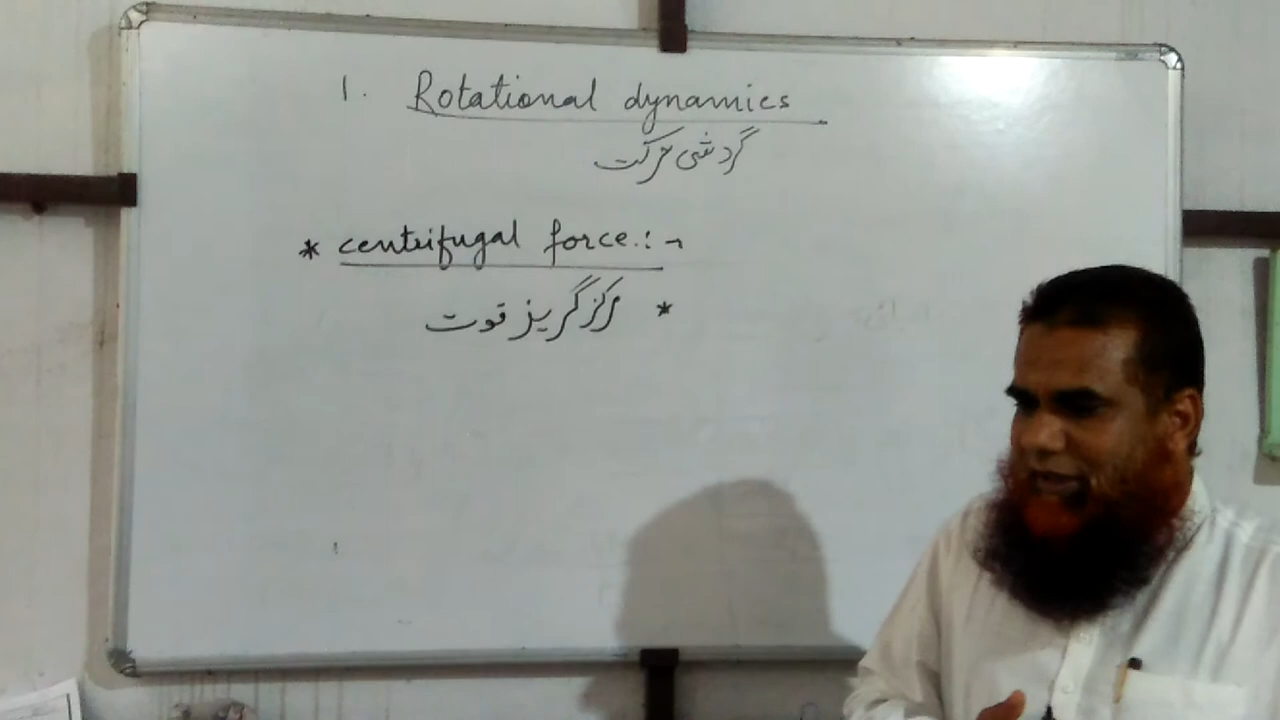 1. Rotational dynamics
گردشی حرکت
* centrifugal force.:¬
* مرکز گریز قوت